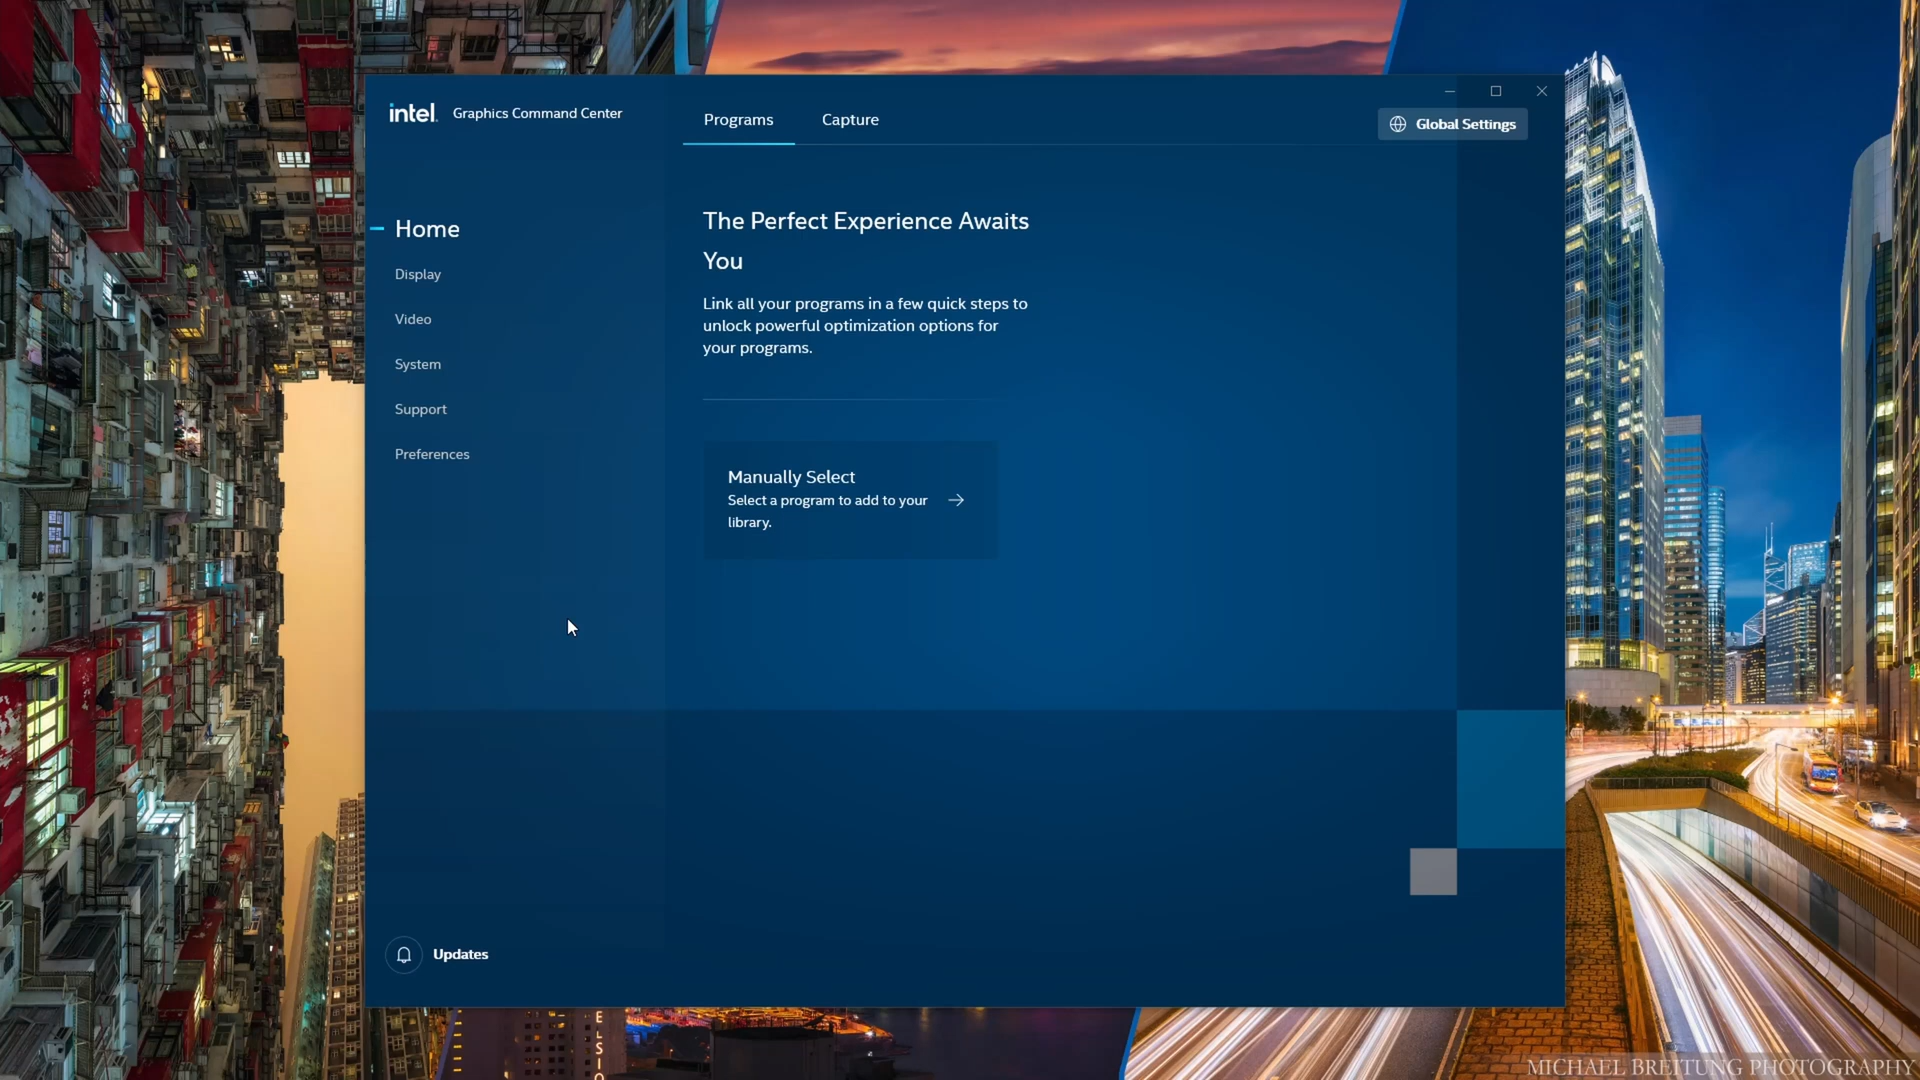 intel. Graphics Command Center
Programs
Capture
Global Settings
Home
Display
Video
System
Support
Preferences
The Perfect Experience Awaits
You
Link all your programs in a few quick steps to
unlock powerful optimization options for
your programs.
Manually Select
Select a program to add to your
library.
Updates
ELSIO
MICHAEL BREITUNG PHOTOGRAPHY